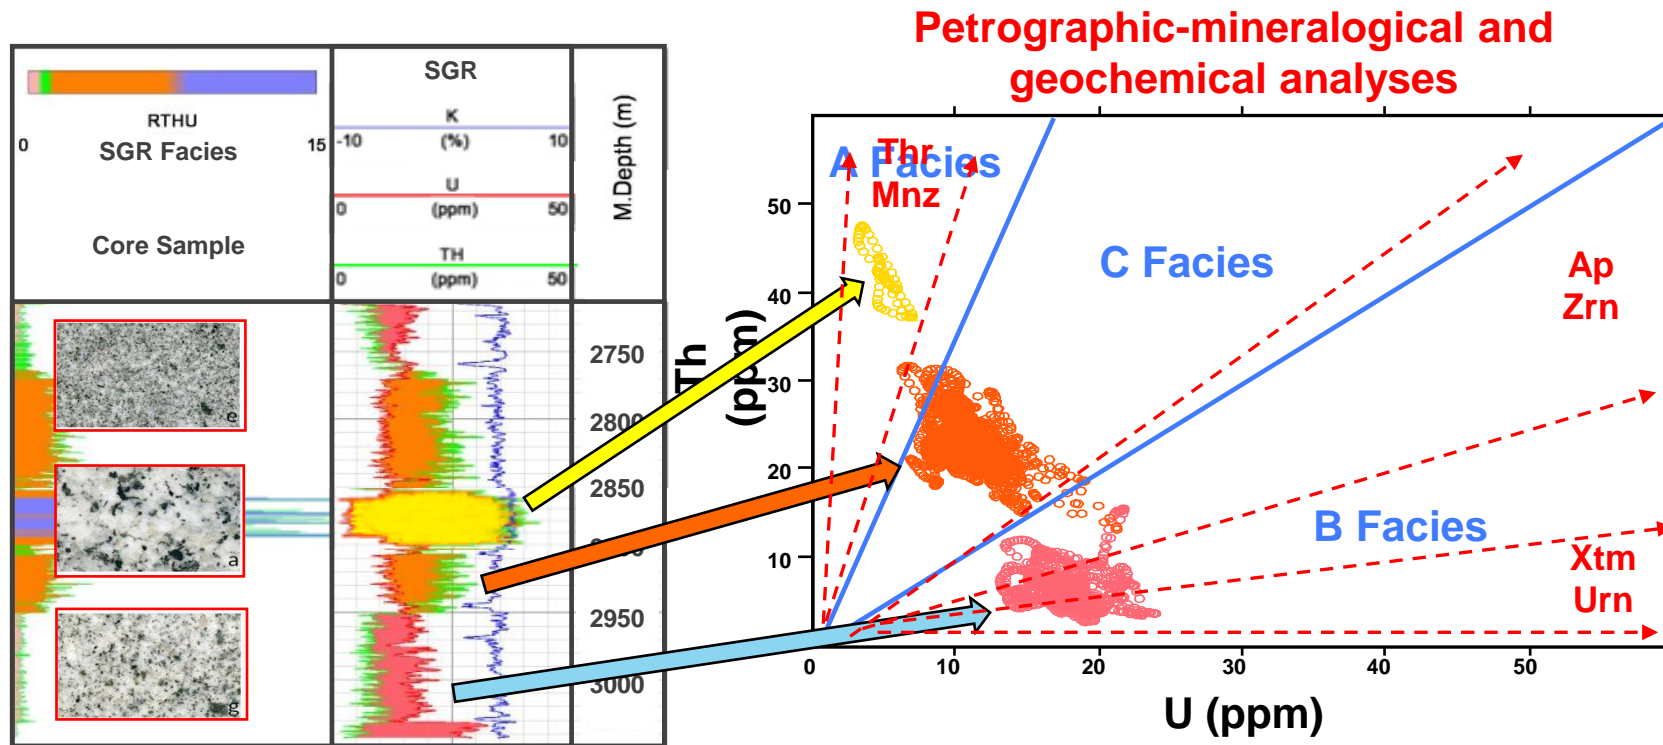 Petrographic-mineralogical and
geochemical analyses
RTHU
0 15
SGR Facies
Core Sample
SGR
K
-10 (%) 10
U
0 (ppm) 50
TH
0 (ppm) 50
M.Depth (m)
2750
2800
2850
2950
3000
e
a
g
Th
(ppm)
50
40
30
20
10
0 10 20 30 40 50
U (ppm)
A Facies
Thr
Mnz
C Facies
Ap
Zrn
B Facies
Xtm
Urn